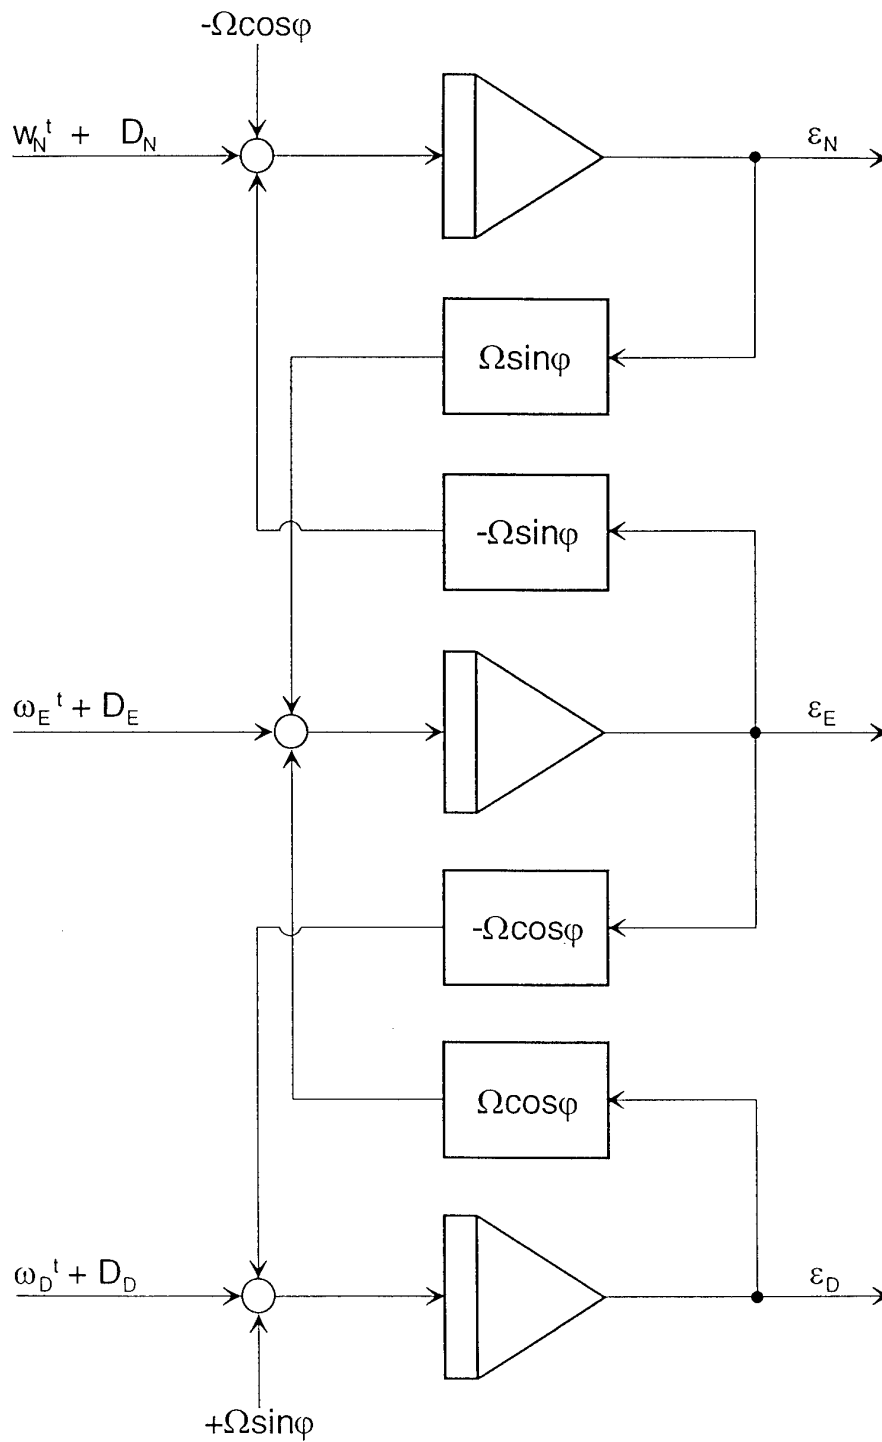 -Ωcosφ
w_N^t + D_N
ε_N
Ωsinφ
-Ωsinφ
ω_E^t + D_E
ε_E
-Ωcosφ
Ωcosφ
ω_D^t + D_D
ε_D
+Ωsinφ